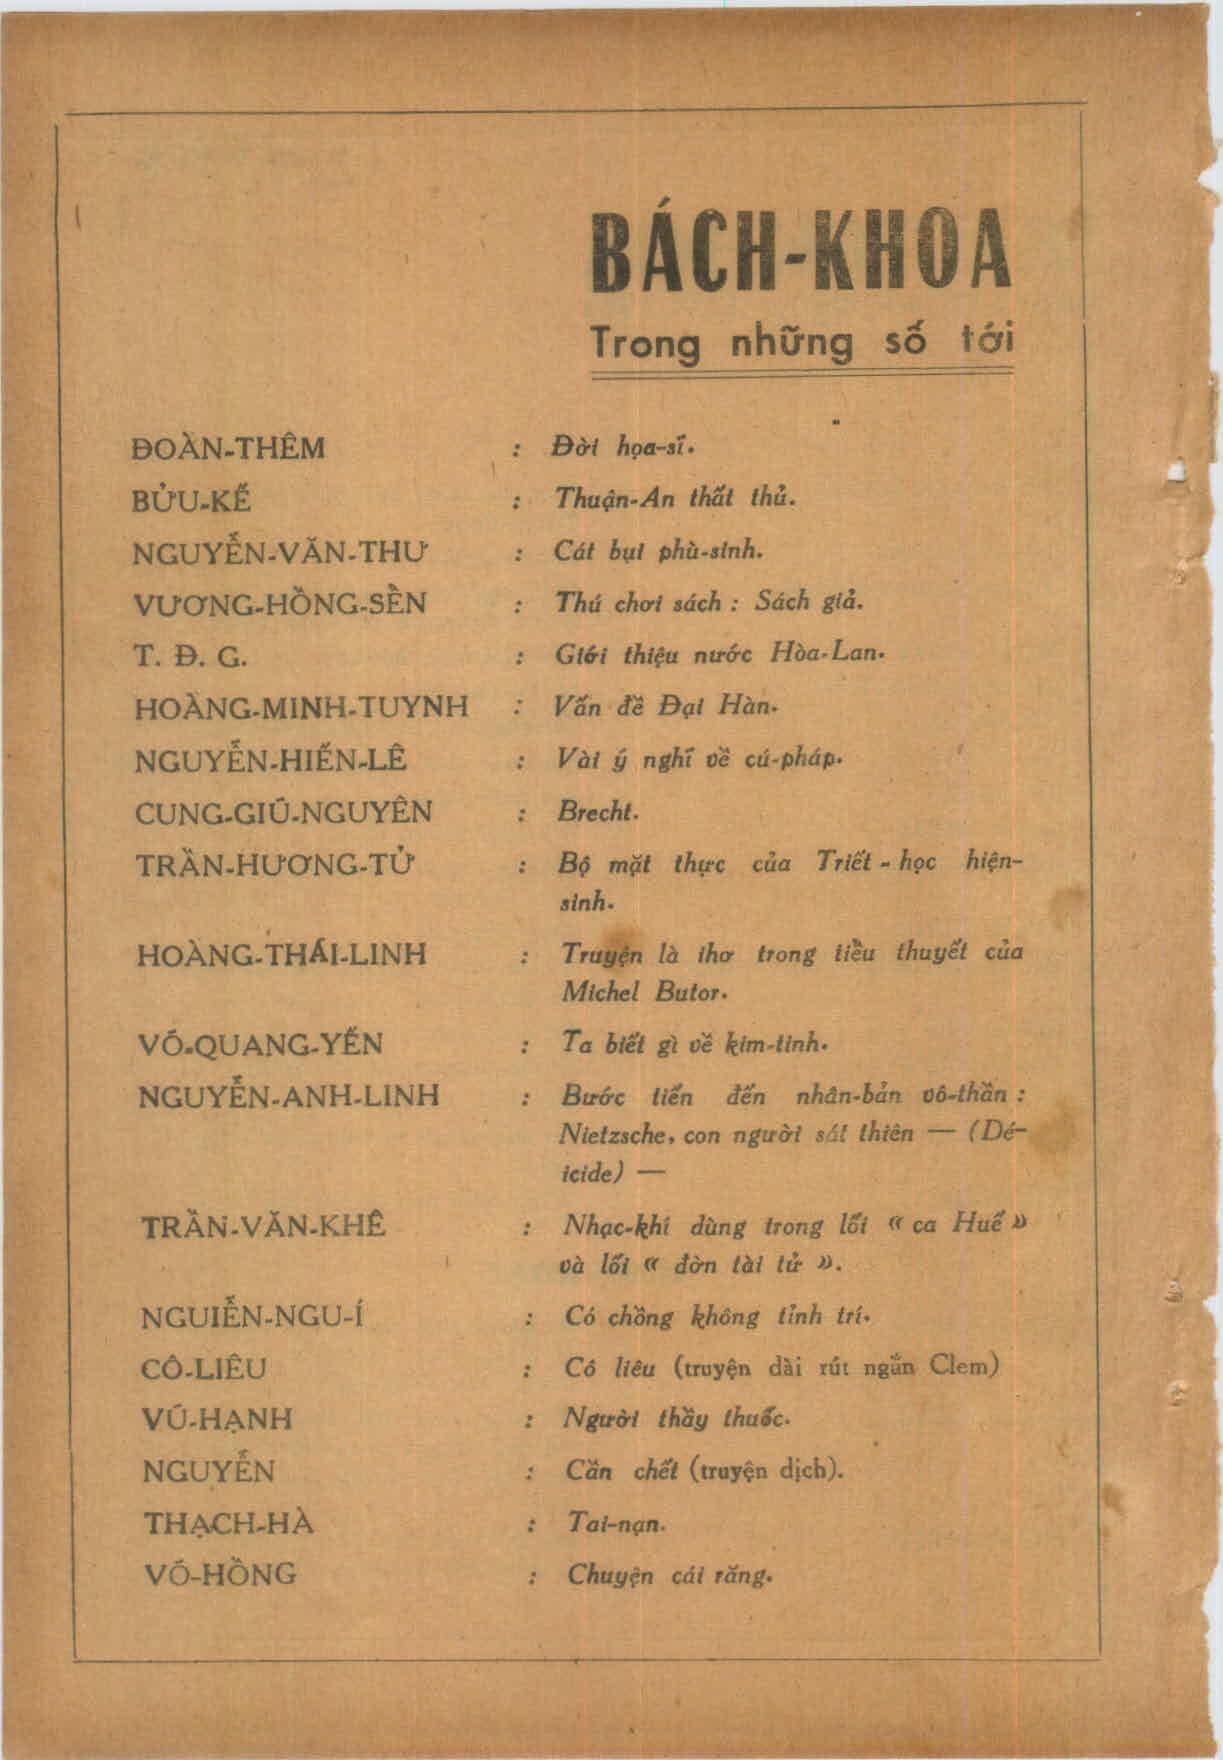 BÁCH-KHOA
Trong những số tới
ĐOÀN-THÊM : Đời họa-sĩ.
BỬU-KẾ : Thuận-An thất thủ.
NGUYỄN-VĂN-THƯ : Cát bụi phù-sinh.
VƯƠNG-HỒNG-SỀN : Thú chơi sách : Sách giả.
T. Đ. G. : Giới thiệu nước Hòa-Lan.
HOÀNG-MINH-TUYNH : Vấn đề Đại Hàn.
NGUYỄN-HIẾN-LÊ : Vài ý nghĩ về cú-pháp.
CUNG-GIŨ-NGUYÊN : Brecht.
TRẦN-HƯƠNG-TỬ : Bộ mặt thực của Triết - học hiện-
sinh.
HOÀNG-THÁI-LINH : Truyện là thơ trong tiểu thuyết của
Michel Butor.
VÕ-QUANG-YẾN : Ta biết gì về kim-tinh.
NGUYỄN-ANH-LINH : Bước tiến đến nhân-bản vô-thần :
Nietzsche, con người sát thiên — (Dé-
icide) —
TRẦN-VĂN-KHÊ : Nhạc-khí dùng trong lối « ca Huế »
và lối « đờn tài tử ».
NGUIỄN-NGU-Í : Có chồng không tỉnh trí.
CÔ-LIÊU : Cô liêu (truyện dài rút ngắn Clem)
VŨ-HẠNH : Người thầy thuốc.
NGUYỄN : Cần chết (truyện dịch).
THẠCH-HÀ : Tai-nạn.
VÕ-HỒNG : Chuyện cái răng.